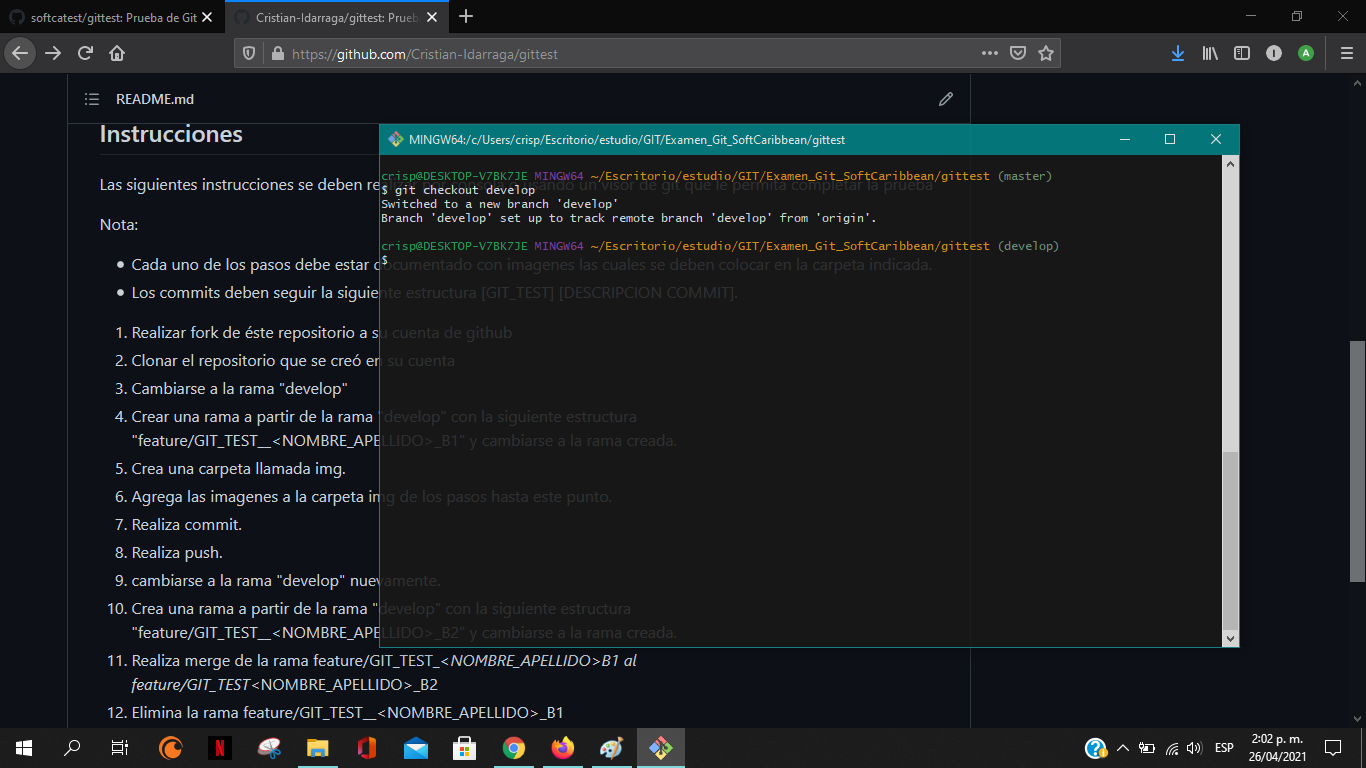 softcatest/gittest: Prueba de Git
Cristian-Idarraga/gittest: Prueb
https://github.com/Cristian-Idarraga/gittest
README.md
Instrucciones
Las siguientes instrucciones se deben realizar por consola o usando un visor de git que le permita completar la prueba
Nota:
Cada uno de los pasos debe estar documentado con imagenes las cuales se deben colocar en la carpeta indicada.
Los commits deben seguir la siguiente estructura [GIT_TEST] [DESCRIPCION COMMIT].
1. Realizar fork de éste repositorio a su cuenta de github
2. Clonar el repositorio que se creó en su cuenta
3. Cambiarse a la rama "develop"
4. Crear una rama a partir de la rama "develop" con la siguiente estructura
"feature/GIT_TEST__<NOMBRE_APELLIDO>_B1" y cambiarse a la rama creada.
5. Crea una carpeta llamada img.
6. Agrega las imagenes a la carpeta img de los pasos hasta este punto.
7. Realiza commit.
8. Realiza push.
9. cambiarse a la rama "develop" nuevamente.
10. Crea una rama a partir de la rama "develop" con la siguiente estructura
"feature/GIT_TEST__<NOMBRE_APELLIDO>_B2" y cambiarse a la rama creada.
11. Realiza merge de la rama feature/GIT_TEST_<NOMBRE_APELLIDO>B1 al
feature/GIT_TEST<NOMBRE_APELLIDO>_B2
12. Elimina la rama feature/GIT_TEST__<NOMBRE_APELLIDO>_B1
MINGW64:/c/Users/crisp/Escritorio/estudio/GIT/Examen_Git_SoftCaribbean/gittest
crisp@DESKTOP-V7BK7JE MINGW64 ~/Escritorio/estudio/GIT/Examen_Git_SoftCaribbean/gittest (master)
$ git checkout develop
Switched to a new branch 'develop'
Branch 'develop' set up to track remote branch 'develop' from 'origin'.
crisp@DESKTOP-V7BK7JE MINGW64 ~/Escritorio/estudio/GIT/Examen_Git_SoftCaribbean/gittest (develop)
$
ESP
2:02 p. m.
26/04/2021